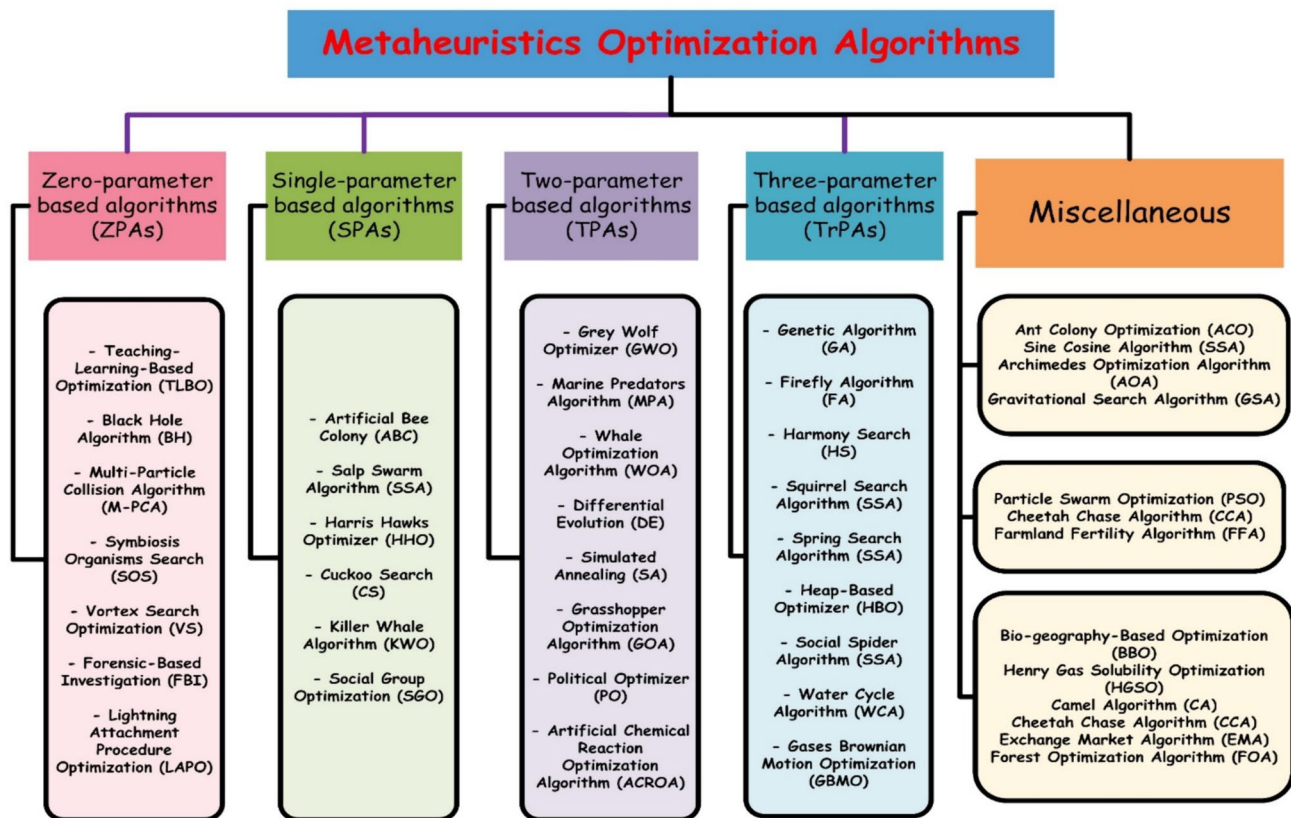 Metaheuristics Optimization Algorithms
Zero-parameter
based algorithms
(ZPAs)
Single-parameter
based algorithms
(SPAs)
Two-parameter
based algorithms
(TPAs)
Three-parameter
based algorithms
(TrPAs)
Miscellaneous
- Teaching-
Learning-Based
Optimization (TLBO)
- Black Hole
Algorithm (BH)
- Multi-Particle
Collision Algorithm
(M-PCA)
- Symbiosis
Organisms Search
(SOS)
- Vortex Search
Optimization (VS)
- Forensic-Based
Investigation (FBI)
- Lightning
Attachment
Procedure
Optimization (LAPO)
- Artificial Bee
Colony (ABC)
- Salp Swarm
Algorithm (SSA)
- Harris Hawks
Optimizer (HHO)
- Cuckoo Search
(CS)
- Killer Whale
Algorithm (KWO)
- Social Group
Optimization (SGO)
- Grey Wolf
Optimizer (GWO)
- Marine Predators
Algorithm (MPA)
- Whale
Optimization
Algorithm (WOA)
- Differential
Evolution (DE)
- Simulated
Annealing (SA)
- Grasshopper
Optimization
Algorithm (GOA)
- Political Optimizer
(PO)
- Artificial Chemical
Reaction
Optimization
Algorithm (ACROA)
- Genetic Algorithm
(GA)
- Firefly Algorithm
(FA)
- Harmony Search
(HS)
- Squirrel Search
Algorithm (SSA)
- Spring Search
Algorithm (SSA)
- Heap-Based
Optimizer (HBO)
- Social Spider
Algorithm (SSA)
- Water Cycle
Algorithm (WCA)
- Gases Brownian
Motion Optimization
(GBMO)
Ant Colony Optimization (ACO)
Sine Cosine Algorithm (SSA)
Archimedes Optimization Algorithm
(AOA)
Gravitational Search Algorithm (GSA)
Particle Swarm Optimization (PSO)
Cheetah Chase Algorithm (CCA)
Farmland Fertility Algorithm (FFA)
Bio-geography-Based Optimization
(BBO)
Henry Gas Solubility Optimization
(HGSO)
Camel Algorithm (CA)
Cheetah Chase Algorithm (CCA)
Exchange Market Algorithm (EMA)
Forest Optimization Algorithm (FOA)